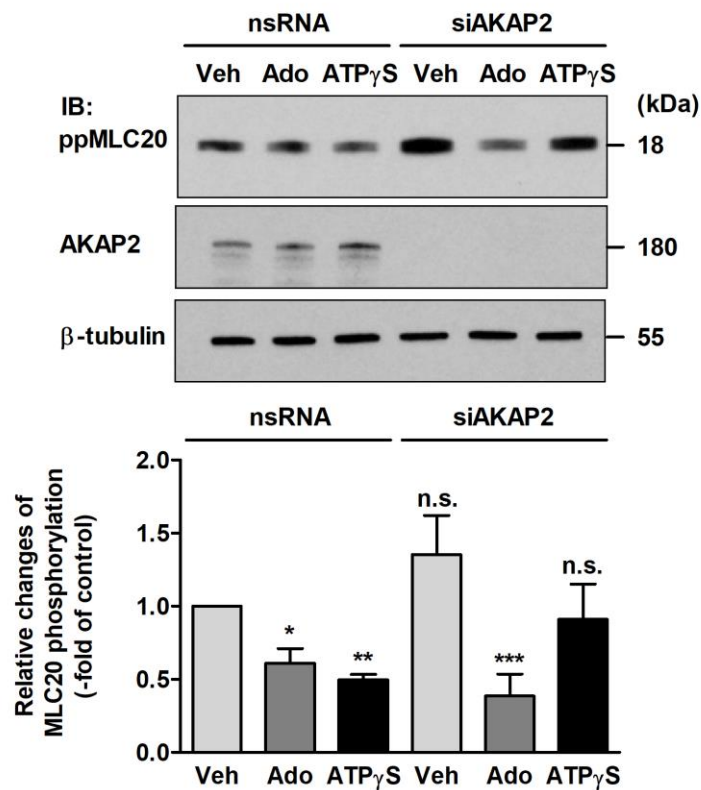 nsRNA siAKAP2
Veh Ado ATPγS Veh Ado ATPγS
IB: (kDa)
ppMLC20 18
AKAP2 180
β-tubulin 55
nsRNA siAKAP2
Relative changes of
MLC20 phosphorylation
(-fold of control)
2.0
1.5
1.0
0.5
0.0
* ** n.s. *** n.s.
Veh Ado ATPγS Veh Ado ATPγS